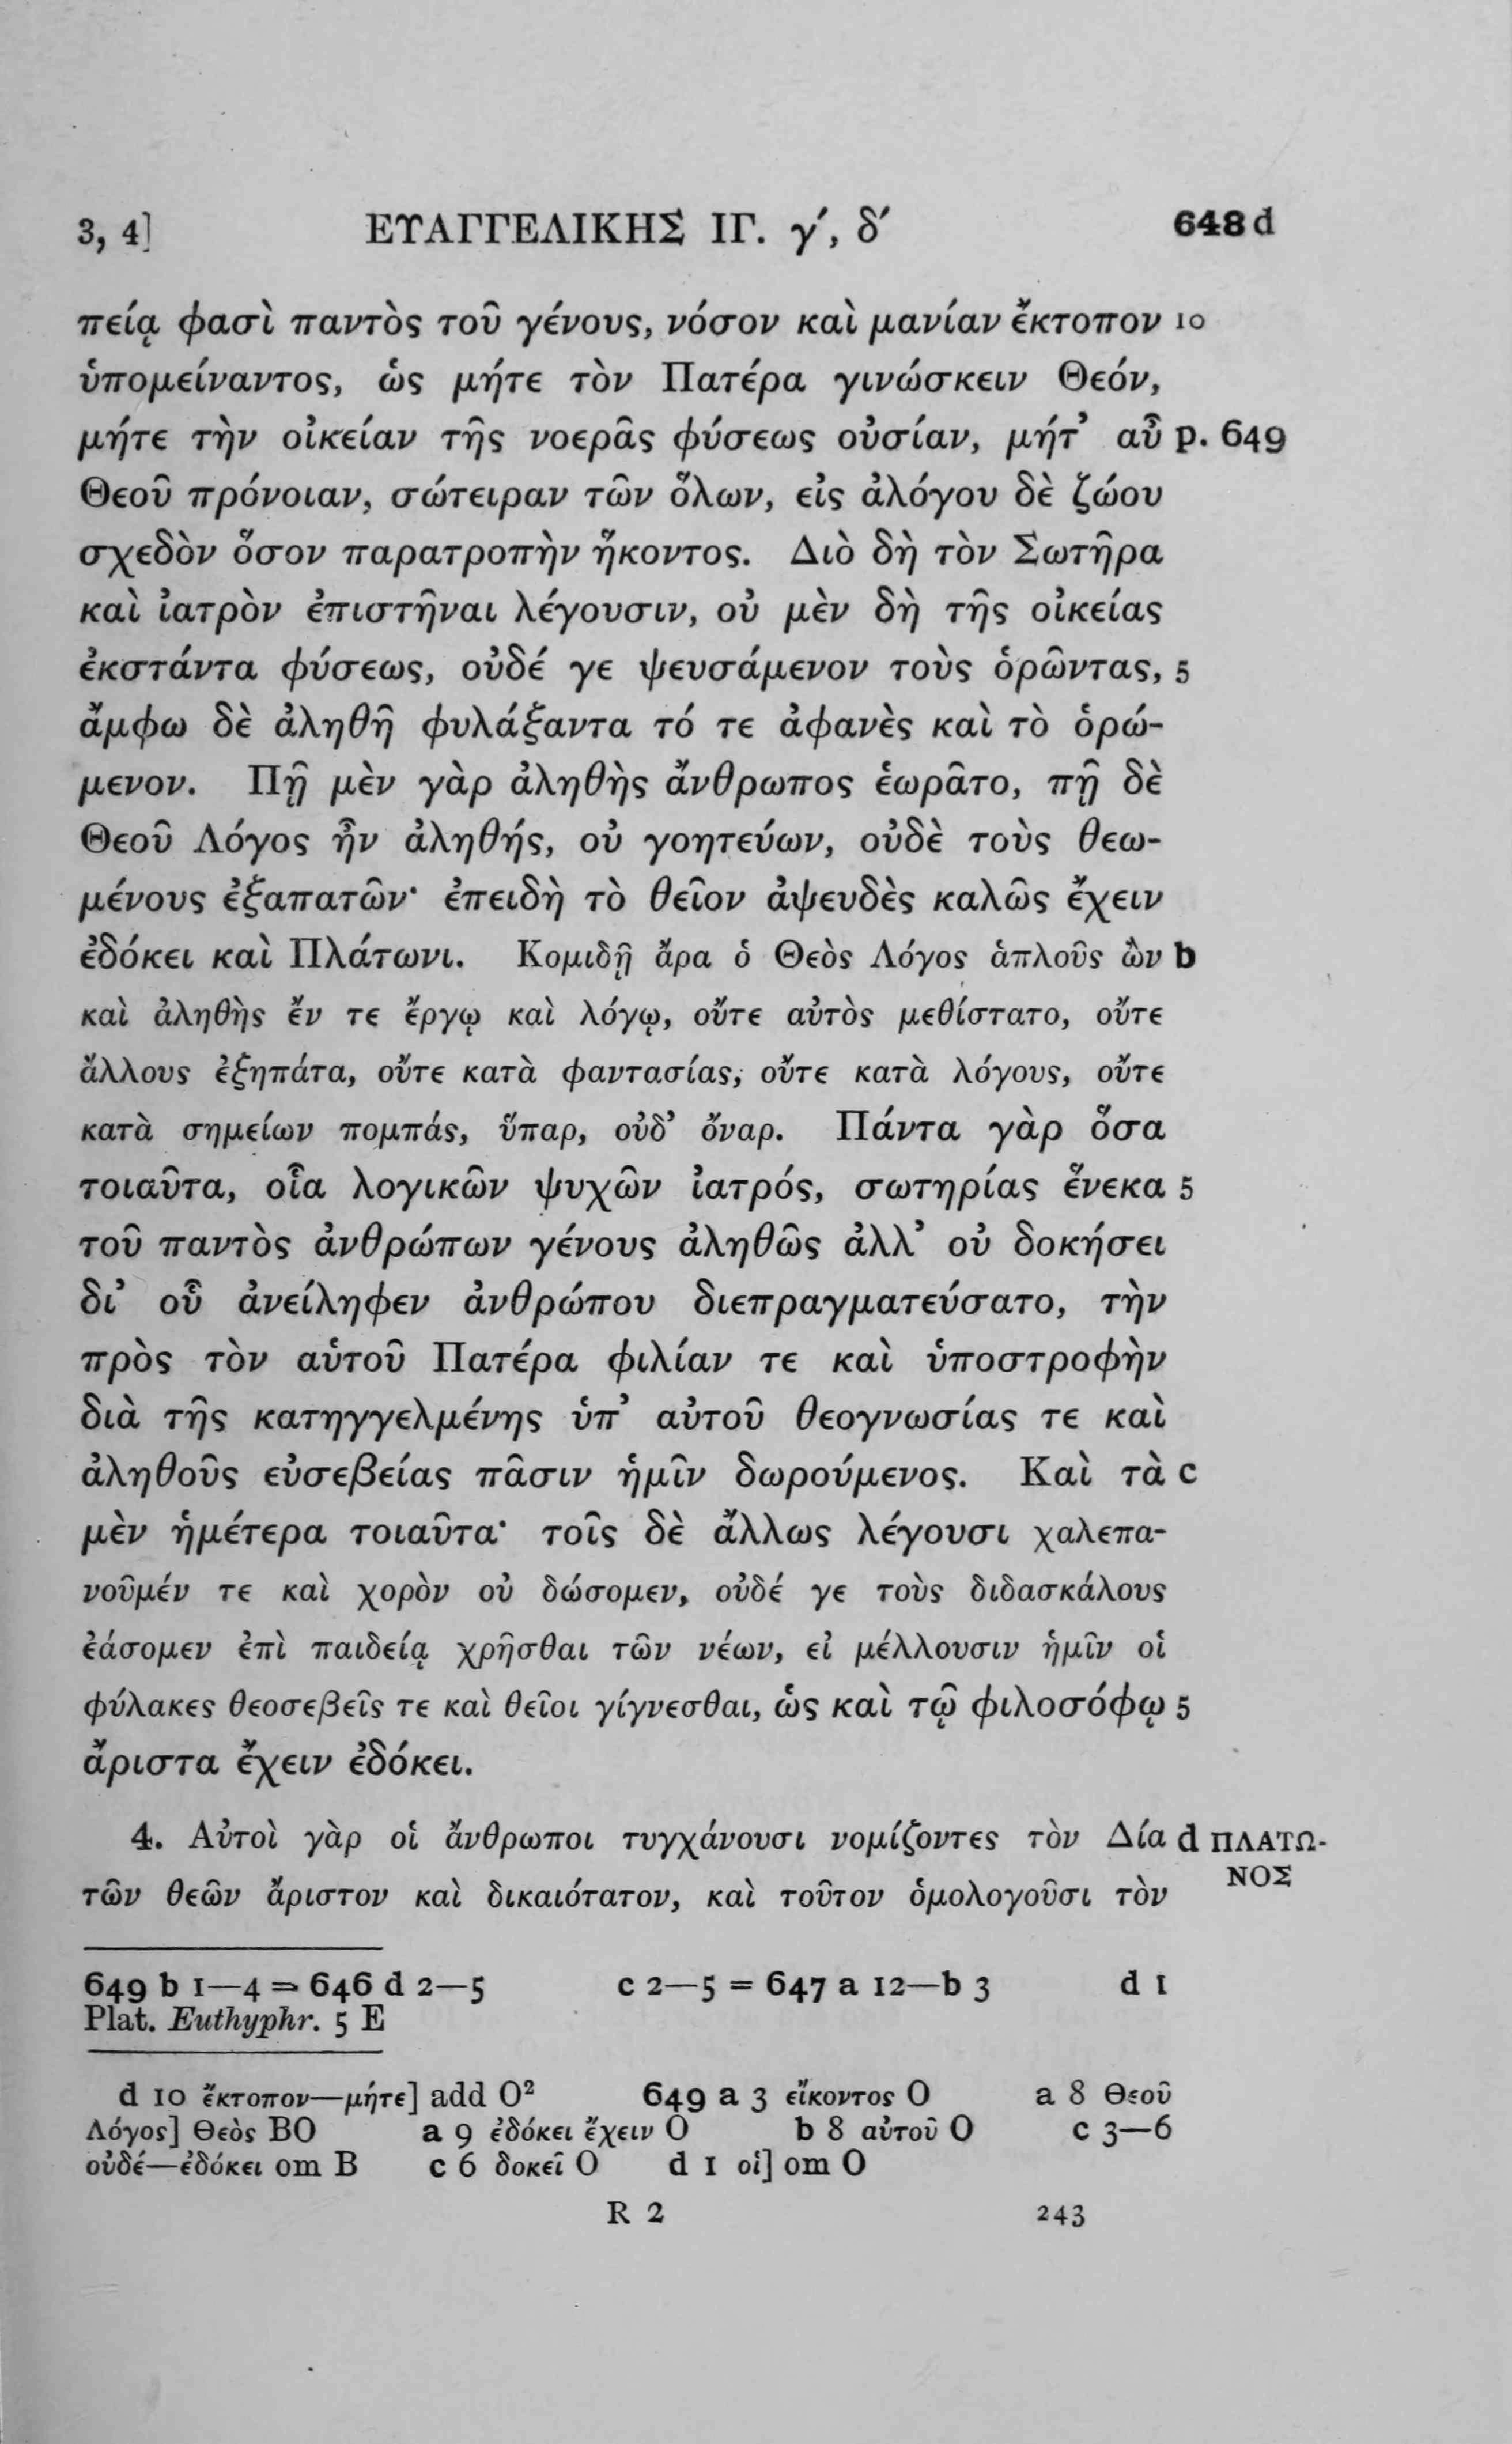 3, 4] ΕΥΑΓΓΕΛΙΚΗΣ ΙΓ. γʹ, δʹ 648 d
πείᾳ φασὶ παντὸς τοῦ γένους, νόσον καὶ μανίαν ἔκτοπον 10
ὑπομείναντος, ὡς μήτε τὸν Πατέρα γινώσκειν Θεόν,
μήτε τὴν οἰκείαν τῆς νοερᾶς φύσεως οὐσίαν, μήτ’ αὖ p. 649
Θεοῦ πρόνοιαν, σώτειραν τῶν ὅλων, εἰς ἀλόγου δὲ ζώου
σχεδὸν ὅσον παρατροπὴν ἥκοντος. Διὸ δὴ τὸν Σωτῆρα
καὶ ἰατρὸν ἐπιστῆναι λέγουσιν, οὐ μὲν δὴ τῆς οἰκείας
ἐκστάντα φύσεως, οὐδέ γε ψευσάμενον τοὺς ὁρῶντας, 5
ἄμφω δὲ ἀληθῆ φυλάξαντα τό τε ἀφανὲς καὶ τὸ ὁρώ-
μενον. Πῇ μὲν γὰρ ἀληθὴς ἄνθρωπος ἑωρᾶτο, πῇ δὲ
Θεοῦ Λόγος ἦν ἀληθής, οὐ γοητεύων, οὐδὲ τοὺς θεω-
μένους ἐξαπατῶν· ἐπειδὴ τὸ θεῖον ἀψευδὲς καλῶς ἔχειν
ἐδόκει καὶ Πλάτωνι. Κομιδῇ ἄρα ὁ Θεὸς Λόγος ἁπλοῦς ὢν b
καὶ ἀληθὴς ἔν τε ἔργῳ καὶ λόγῳ, οὔτε αὐτὸς μεθίστατο, οὔτε
ἄλλους ἐξηπάτα, οὔτε κατὰ φαντασίας, οὔτε κατὰ λόγους, οὔτε
κατὰ σημείων πομπάς, ὕπαρ, οὐδ’ ὄναρ. Πάντα γὰρ ὅσα
τοιαῦτα, οἷα λογικῶν ψυχῶν ἰατρός, σωτηρίας ἕνεκα 5
τοῦ παντὸς ἀνθρώπων γένους ἀληθῶς ἀλλ’ οὐ δοκήσει
δι’ οὗ ἀνείληφεν ἀνθρώπου διεπραγματεύσατο, τὴν
πρὸς τὸν αὑτοῦ Πατέρα φιλίαν τε καὶ ὑποστροφὴν
διὰ τῆς κατηγγελμένης ὑπ’ αὐτοῦ θεογνωσίας τε καὶ
ἀληθοῦς εὐσεβείας πᾶσιν ἡμῖν δωρούμενος. Καὶ τὰ c
μὲν ἡμέτερα τοιαῦτα· τοῖς δὲ ἄλλως λέγουσι χαλεπα-
νοῦμέν τε καὶ χορὸν οὐ δώσομεν, οὐδέ γε τοὺς διδασκάλους
ἐάσομεν ἐπὶ παιδείᾳ χρῆσθαι τῶν νέων, εἰ μέλλουσιν ἡμῖν οἱ
φύλακες θεοσεβεῖς τε καὶ θεῖοι γίγνεσθαι, ὡς καὶ τῷ φιλοσόφῳ 5
ἄριστα ἔχειν ἐδόκει.
4. Αὐτοὶ γὰρ οἱ ἄνθρωποι τυγχάνουσι νομίζοντες τὸν Δία d ΠΛΑΤΩ-
τῶν θεῶν ἄριστον καὶ δικαιότατον, καὶ τοῦτον ὁμολογοῦσι τὸν ΝΟΣ
649 b 1—4 = 646 d 2—5 c 2—5 = 647 a 12—b 3 d 1
Plat. Euthyphr. 5 E
d 10 ἔκτοπον—μήτε] add O² 649 a 3 εἴκοντος O a 8 Θεοῦ
Λόγος] Θεὸς BO a 9 ἐδόκει ἔχειν O b 8 αὐτοῦ O c 3—6
οὐδέ—ἐδόκει om B c 6 δοκεῖ O d 1 οἱ] om O
R 2 243